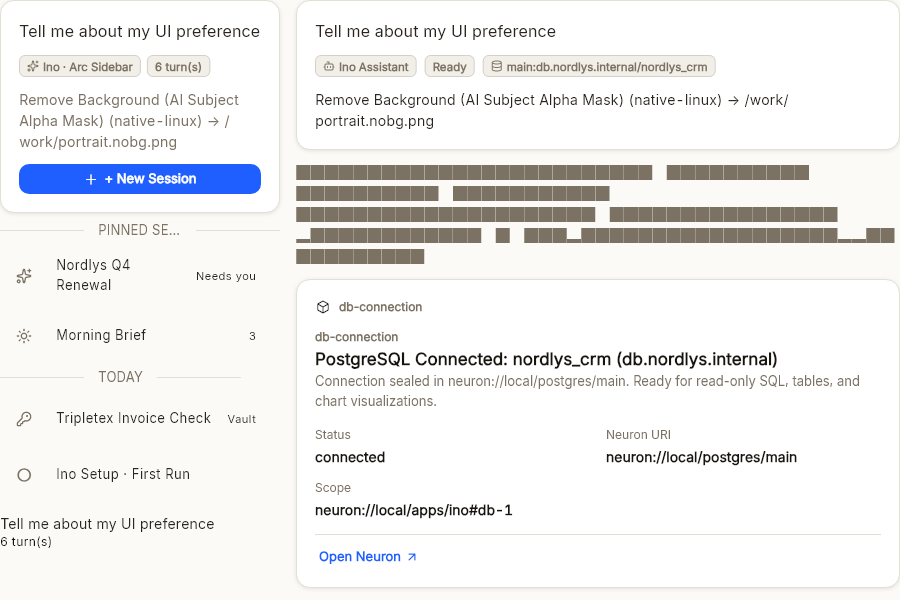 Tell me about my UI preference
Ino · Arc Sidebar
6 turn(s)
Remove Background (AI Subject
Alpha Mask) (native-linux) → /
work/portrait.nobg.png
+ New Session
PINNED SE...
Nordlys Q4
Renewal
Needs you
Morning Brief
3
TODAY
Tripletex Invoice Check
Vault
Ino Setup · First Run
Tell me about my UI preference
6 turn(s)
Tell me about my UI preference
Ino Assistant
Ready
main:db.nordlys.internal/nordlys_crm
Remove Background (AI Subject Alpha Mask) (native-linux) → /work/
portrait.nobg.png
db-connection
db-connection
PostgreSQL Connected: nordlys_crm (db.nordlys.internal)
Connection sealed in neuron://local/postgres/main. Ready for read-only SQL, tables, and
chart visualizations.
Status
Neuron URI
connected
neuron://local/postgres/main
Scope
neuron://local/apps/ino#db-1
Open Neuron